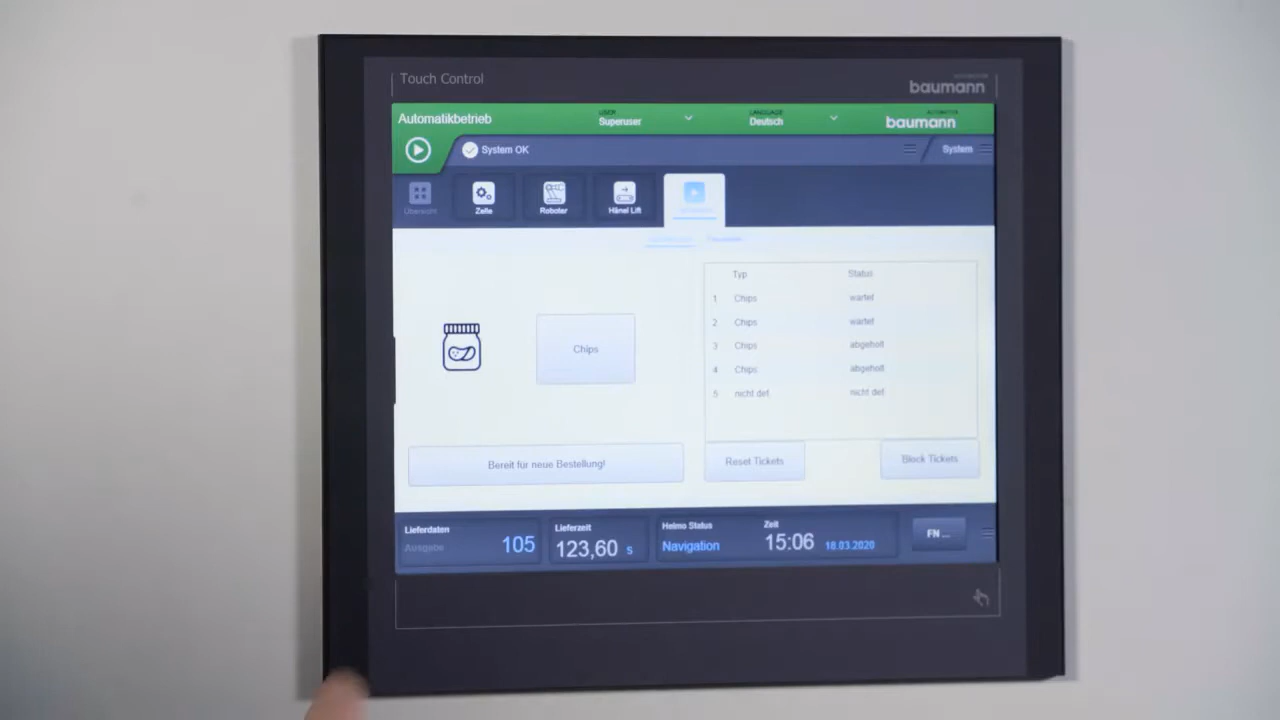 Touch Control
baumann
Automatikbetrieb
USER
Superuser
LANGUAGE
Deutsch
baumann
System OK
System
Übersicht
Zelle
Roboter
Hänel Lift
Typ Status
1 Chips wartet
2 Chips wartet
3 Chips abgeholt
4 Chips abgeholt
5 nicht def. nicht def.
Chips
Bereit für neue Bestellung!
Reset Tickets
Block Tickets
Lieferdaten
Ausgabe 105
Lieferzeit
123,60 s
Helmo Status
Navigation
Zeit
15:06 18.03.2020
FN ...